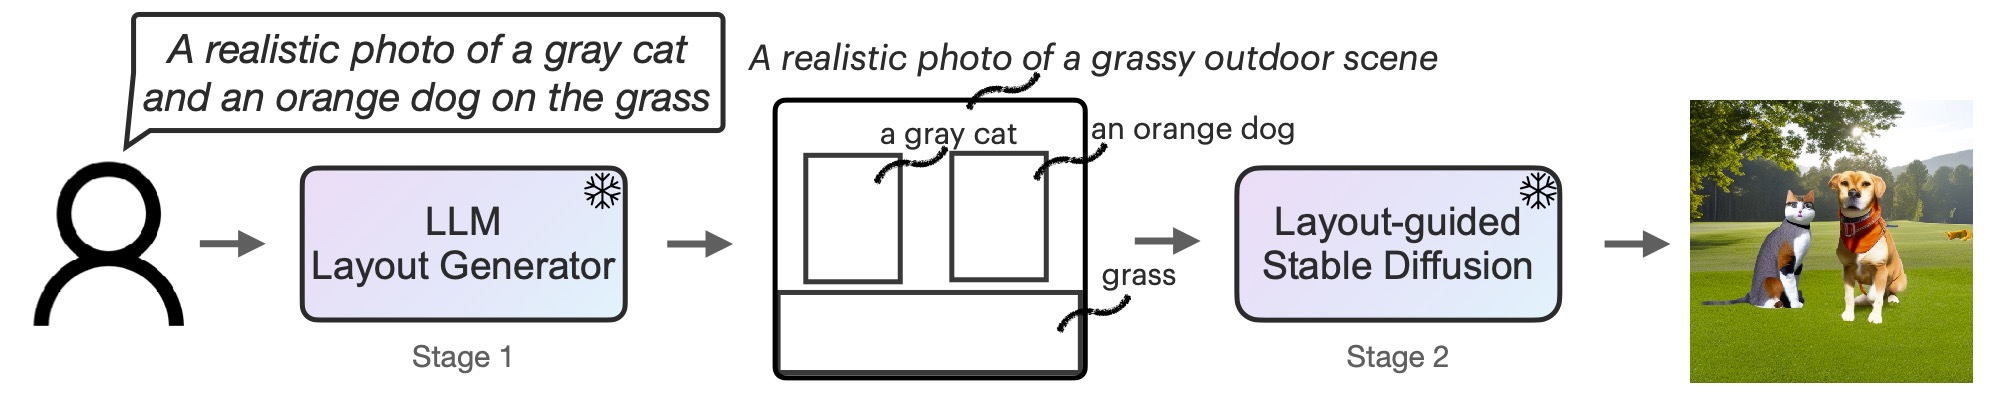 A realistic photo of a gray cat
and an orange dog on the grass
LLM
Layout Generator
Stage 1
A realistic photo of a grassy outdoor scene
a gray cat
an orange dog
grass
Layout-guided
Stable Diffusion
Stage 2